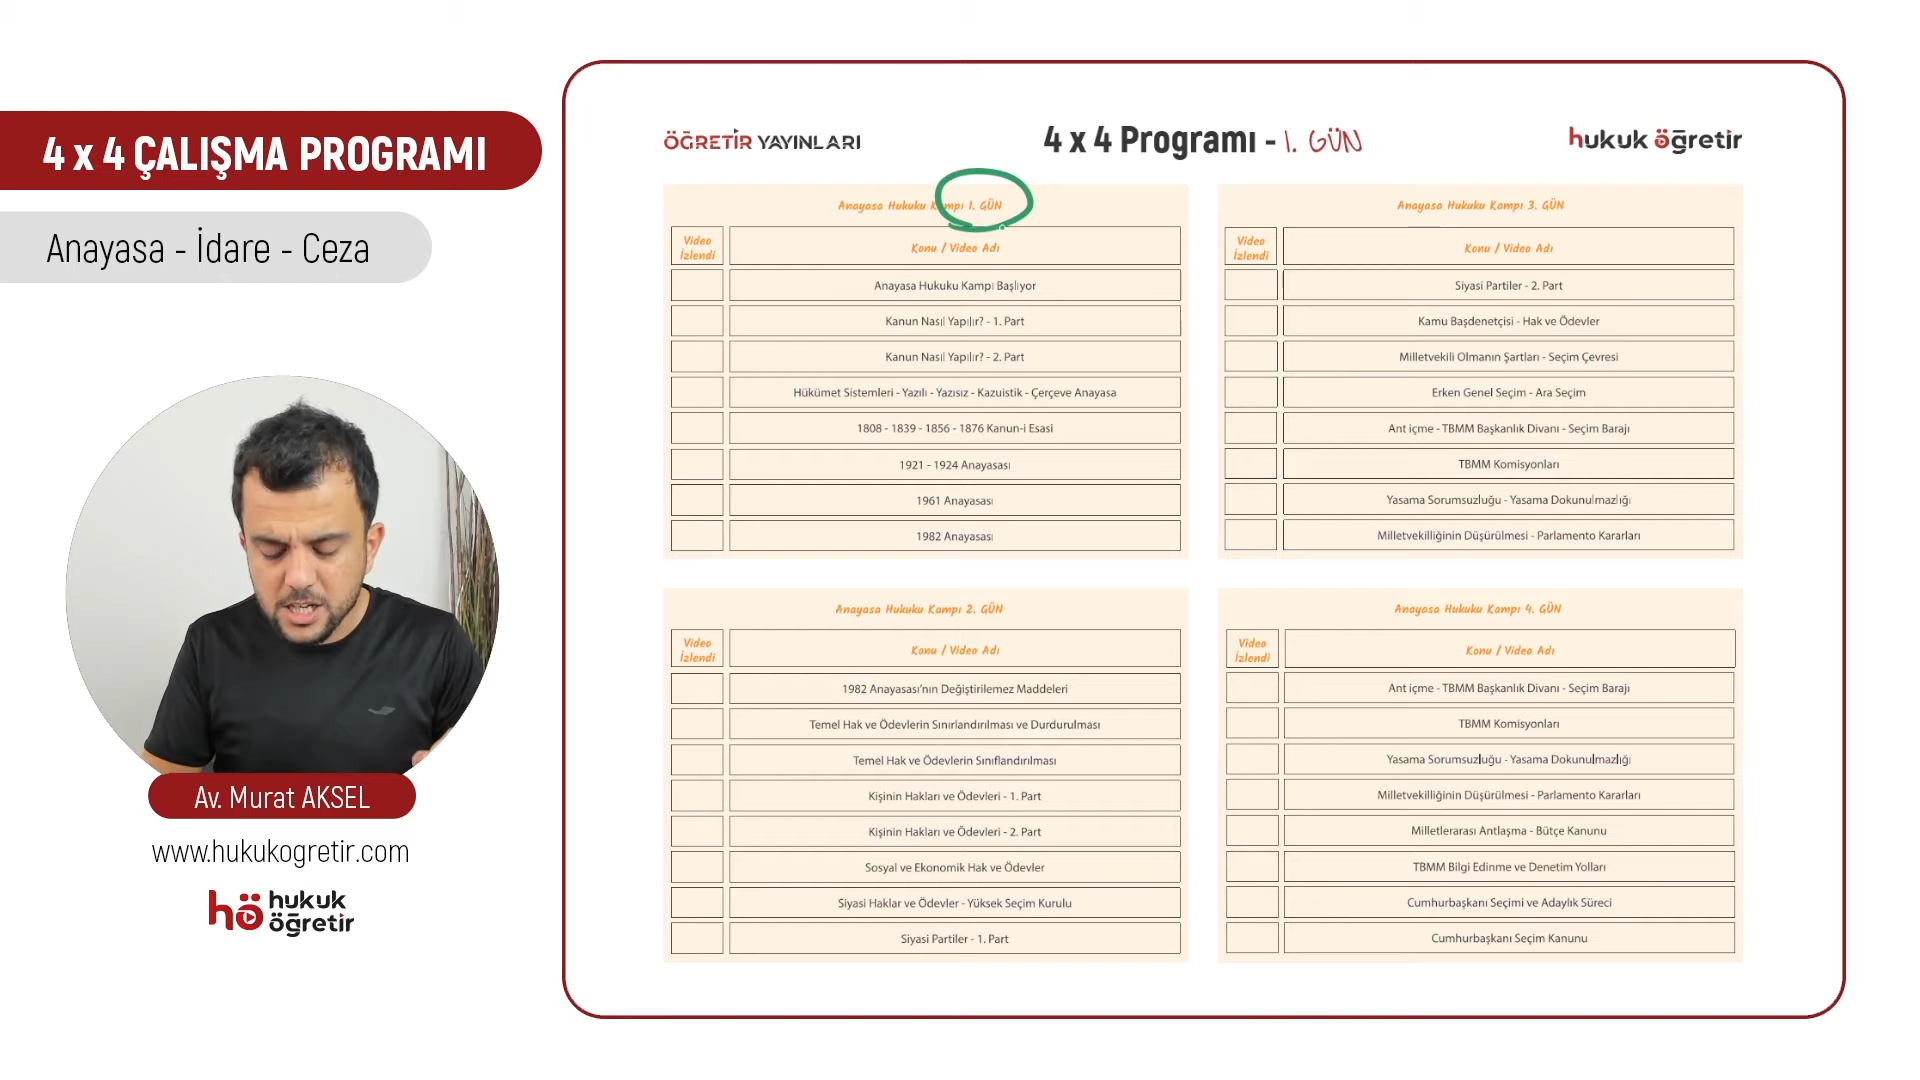 4 x 4 ÇALIŞMA PROGRAMI
Anayasa - İdare - Ceza
Av. Murat AKSEL
www.hukukogretir.com
hö hukuk
öğretir
ÖĞRETİR YAYINLARI
4 x 4 Programı - 1. GÜN
hukuk öğretir
Anayasa Hukuku Kampı 1. GÜN
Video İzlendi
Konu / Video Adı
Anayasa Hukuku Kampı Başlıyor
Kanun Nasıl Yapılır? - 1. Part
Kanun Nasıl Yapılır? - 2. Part
Hükümet Sistemleri - Yazılı - Yazısız - Kazuistik - Çerçeve Anayasa
1808 - 1839 - 1856 - 1876 Kanun-i Esasi
1921 - 1924 Anayasası
1961 Anayasası
1982 Anayasası
Anayasa Hukuku Kampı 2. GÜN
Video İzlendi
Konu / Video Adı
1982 Anayasası'nın Değiştirilemez Maddeleri
Temel Hak ve Ödevlerin Sınırlandırılması ve Durdurulması
Temel Hak ve Ödevlerin Sınıflandırılması
Kişinin Hakları ve Ödevleri - 1. Part
Kişinin Hakları ve Ödevleri - 2. Part
Sosyal ve Ekonomik Hak ve Ödevler
Siyasi Haklar ve Ödevler - Yüksek Seçim Kurulu
Siyasi Partiler - 1. Part
Anayasa Hukuku Kampı 3. GÜN
Video İzlendi
Konu / Video Adı
Siyasi Partiler - 2. Part
Kamu Başdenetçisi - Hak ve Ödevler
Milletvekili Olmanın Şartları - Seçim Çevresi
Erken Genel Seçim - Ara Seçim
Ant içme - TBMM Başkanlık Divanı - Seçim Barajı
TBMM Komisyonları
Yasama Sorumsuzluğu - Yasama Dokunulmazlığı
Milletvekilliğinin Düşürülmesi - Parlamento Kararları
Anayasa Hukuku Kampı 4. GÜN
Video İzlendi
Konu / Video Adı
Ant içme - TBMM Başkanlık Divanı - Seçim Barajı
TBMM Komisyonları
Yasama Sorumsuzluğu - Yasama Dokunulmazlığı
Milletvekilliğinin Düşürülmesi - Parlamento Kararları
Milletlerarası Antlaşma - Bütçe Kanunu
TBMM Bilgi Edinme ve Denetim Yolları
Cumhurbaşkanı Seçimi ve Adaylık Süreci
Cumhurbaşkanı Seçim Kanunu